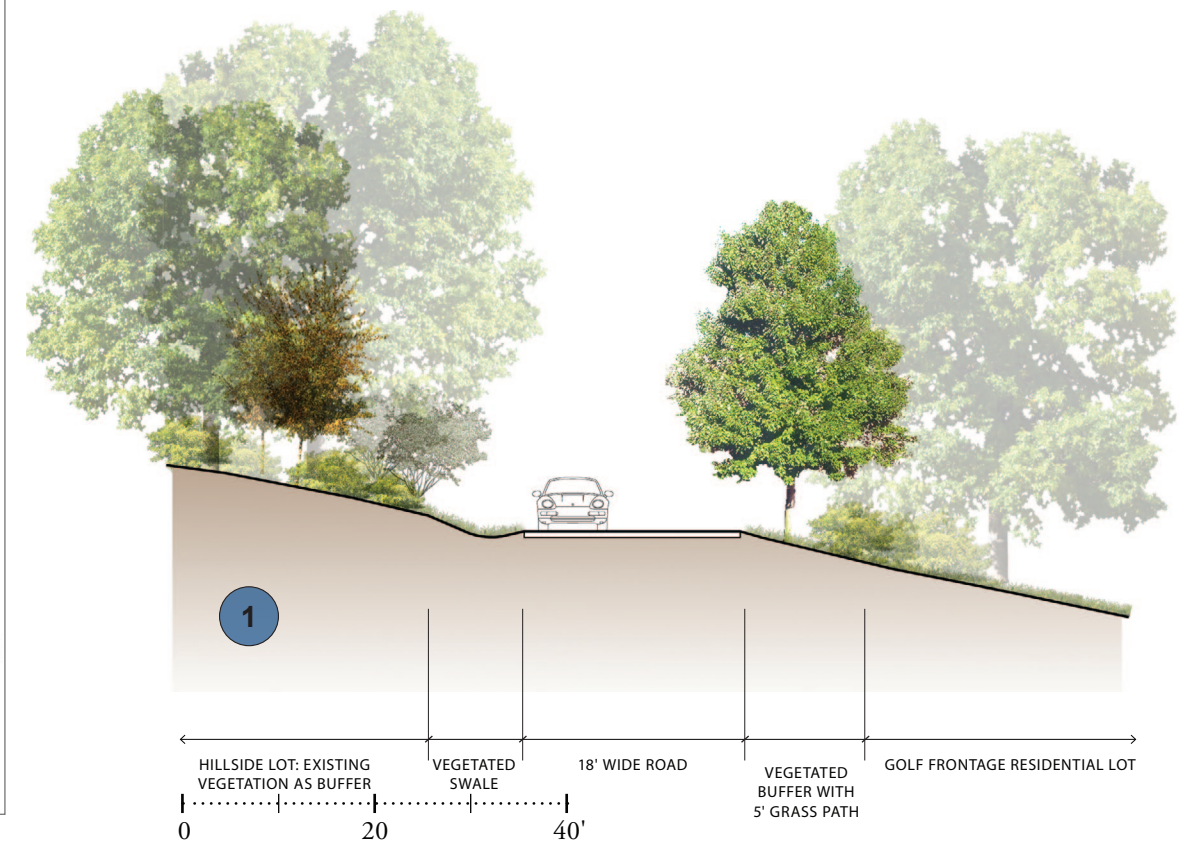 1
HILLSIDE LOT: EXISTING
VEGETATION AS BUFFER
VEGETATED
SWALE
18' WIDE ROAD
VEGETATED
BUFFER WITH
5' GRASS PATH
GOLF FRONTAGE RESIDENTIAL LOT
0
20
40'